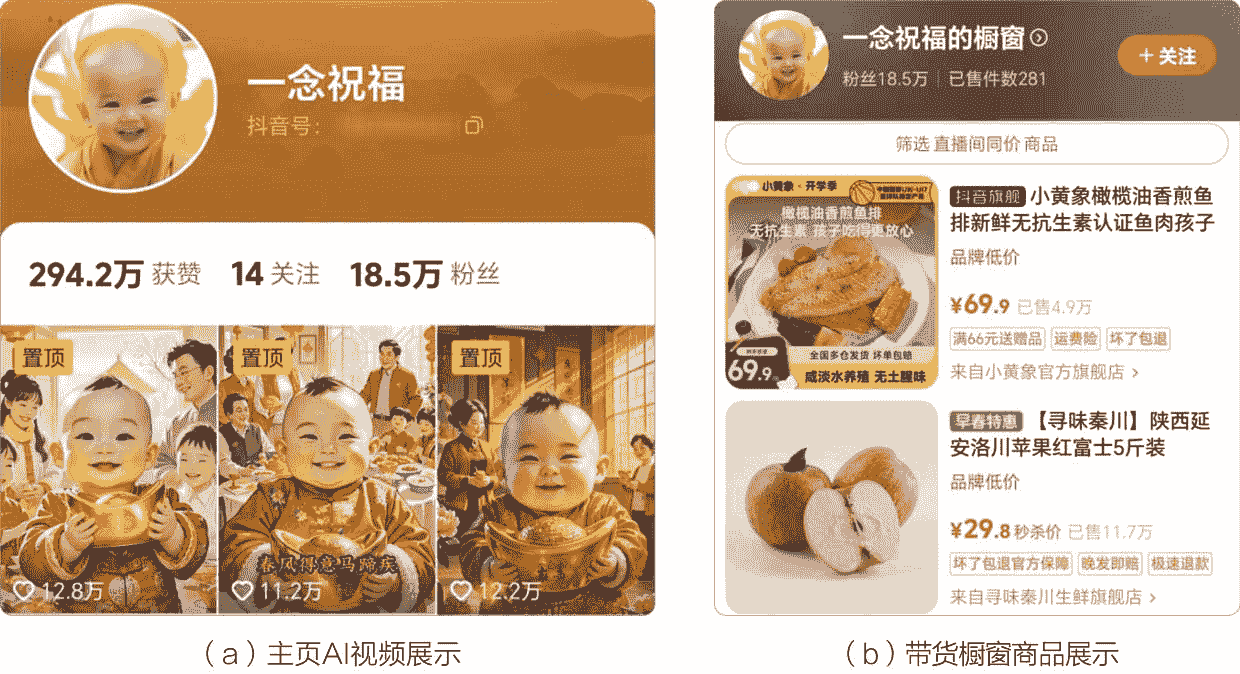 一念祝福
抖音号:
294.2万 获赞 14 关注 18.5万 粉丝
置顶
置顶
置顶
春风得意马蹄疾
12.8万
11.2万
12.2万
(a)主页AI视频展示
一念祝福的橱窗
+ 关注
粉丝18.5万 | 已售件数281
筛选 直播间同价 商品
小黄象·开学季
橄榄油香煎鱼排
无抗生素 孩子吃得更放心
69.9
全国多仓发货 坏单包赔
咸淡水养殖 无土腥味
抖音旗舰 小黄象橄榄油香煎鱼
排新鲜无抗生素认证鱼肉孩子
品牌低价
¥69.9 已售4.9万
满66元送赠品 运费险 坏了包退
来自小黄象官方旗舰店 >
早春特惠 【寻味秦川】陕西延
安洛川苹果红富士5斤装
品牌低价
¥29.8 秒杀价 已售11.7万
坏了包退官方保障 晚发即赔 极速退款
来自寻味秦川生鲜旗舰店 >
(b)带货橱窗商品展示